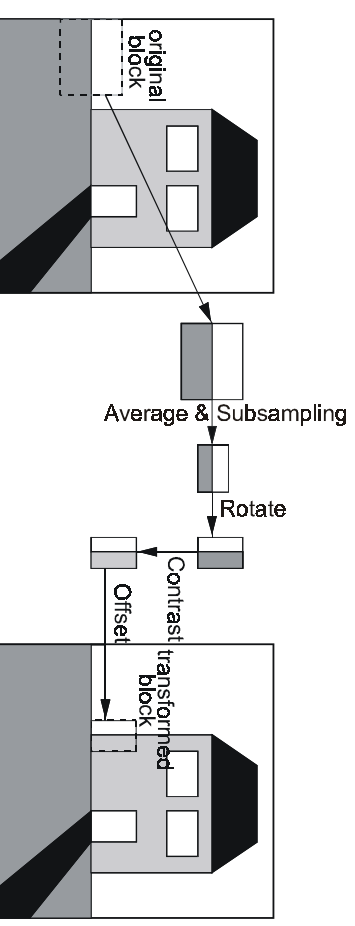 original
block
Average & Subsampling
Rotate
Contrast
Offset
transformed
block